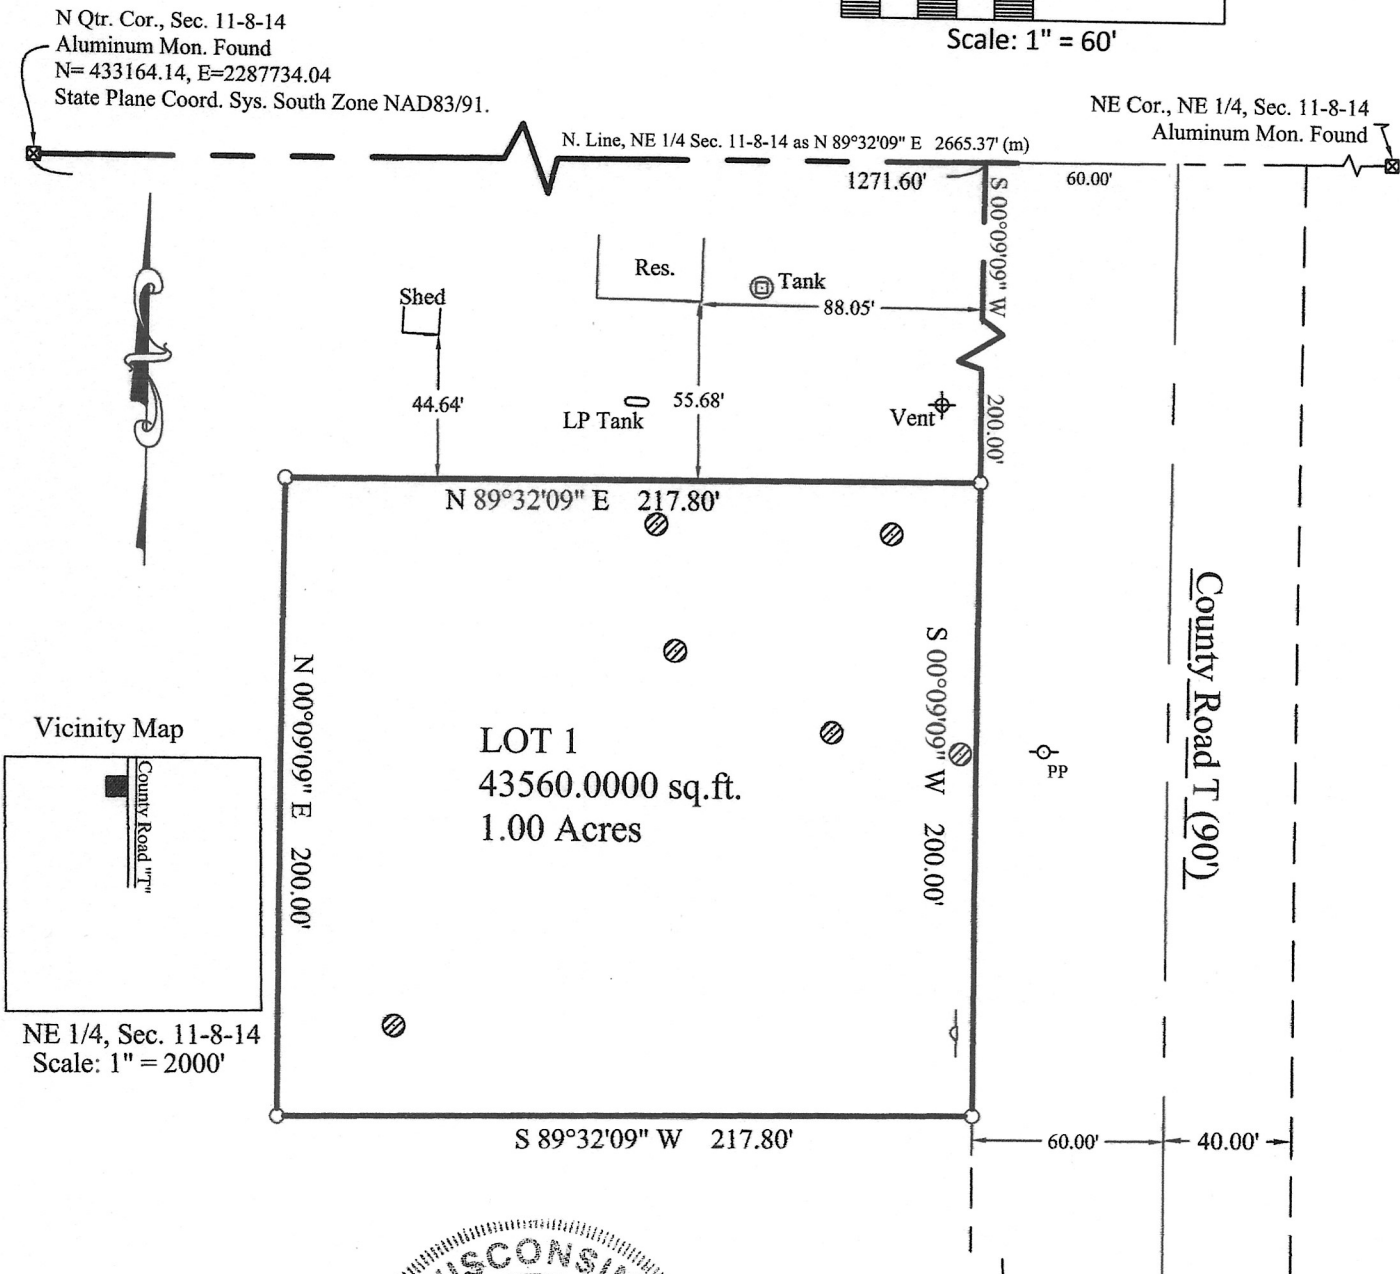 Scale: 1" = 60'
N Qtr. Cor., Sec. 11-8-14
Aluminum Mon. Found
N= 433164.14, E=2287734.04
State Plane Coord. Sys. South Zone NAD83/91.
NE Cor., NE 1/4, Sec. 11-8-14
Aluminum Mon. Found
N. Line, NE 1/4 Sec. 11-8-14 as N 89°32'09" E 2665.37' (m)
1271.60'
60.00'
S 00°09'09" W
200.00'
Res.
Tank
88.05'
Shed
44.64'
LP Tank
55.68'
Vent
N 89°32'09" E 217.80'
N 00°09'09" E 200.00'
S 00°09'09" W 200.00'
LOT 1
43560.0000 sq.ft.
1.00 Acres
PP
County Road T (90')
Vicinity Map
County Road "T"
NE 1/4, Sec. 11-8-14
Scale: 1" = 2000'
S 89°32'09" W 217.80'
60.00'
40.00'